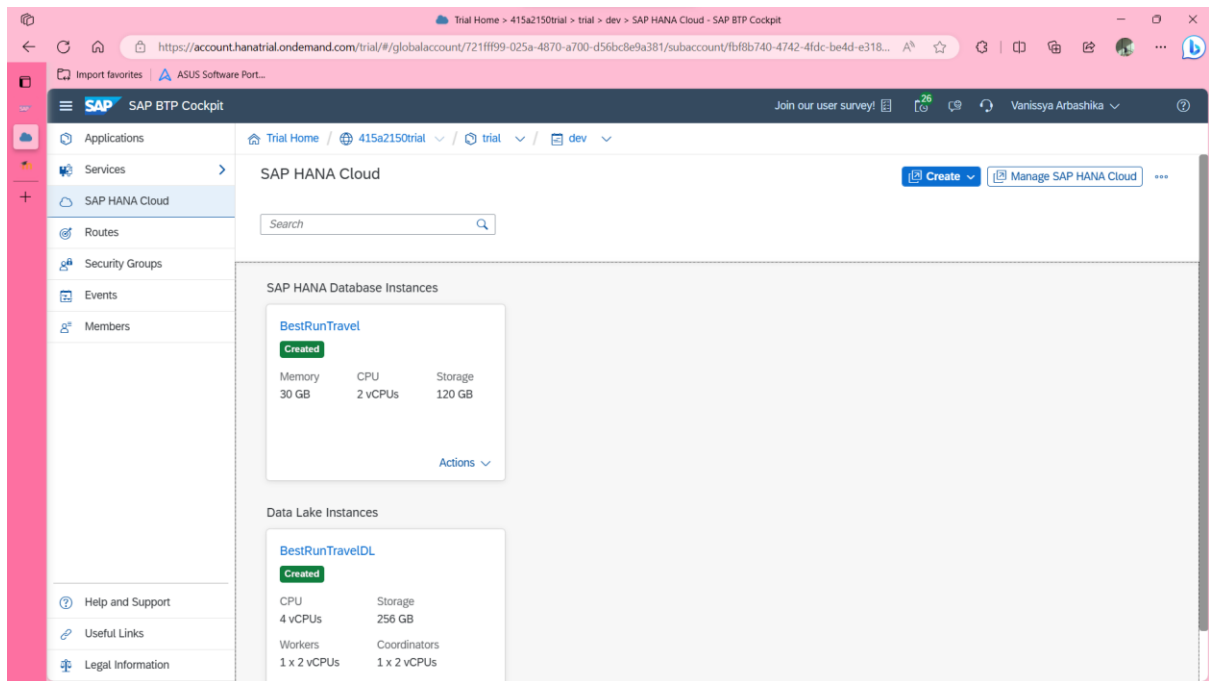 Trial Home > 415a2150trial > trial > dev > SAP HANA Cloud - SAP BTP Cockpit
https://account.hanatrial.ondemand.com/trial/#/globalaccount/721fff99-025a-4870-a700-d56bc8e9a381/subaccount/fbf8b740-4742-4fdc-be4d-e318...
Import favorites ASUS Software Port...
SAP SAP BTP Cockpit Join our user survey! 26 Vanissya Arbashika
Applications
Services
SAP HANA Cloud
Routes
Security Groups
Events
Members
Help and Support
Useful Links
Legal Information
Trial Home / 415a2150trial / trial / dev
SAP HANA Cloud
Create Manage SAP HANA Cloud
Search
SAP HANA Database Instances
BestRunTravel
Created
Memory CPU Storage
30 GB 2 vCPUs 120 GB
Actions
Data Lake Instances
BestRunTravelDL
Created
CPU Storage
4 vCPUs 256 GB
Workers Coordinators
1 x 2 vCPUs 1 x 2 vCPUs